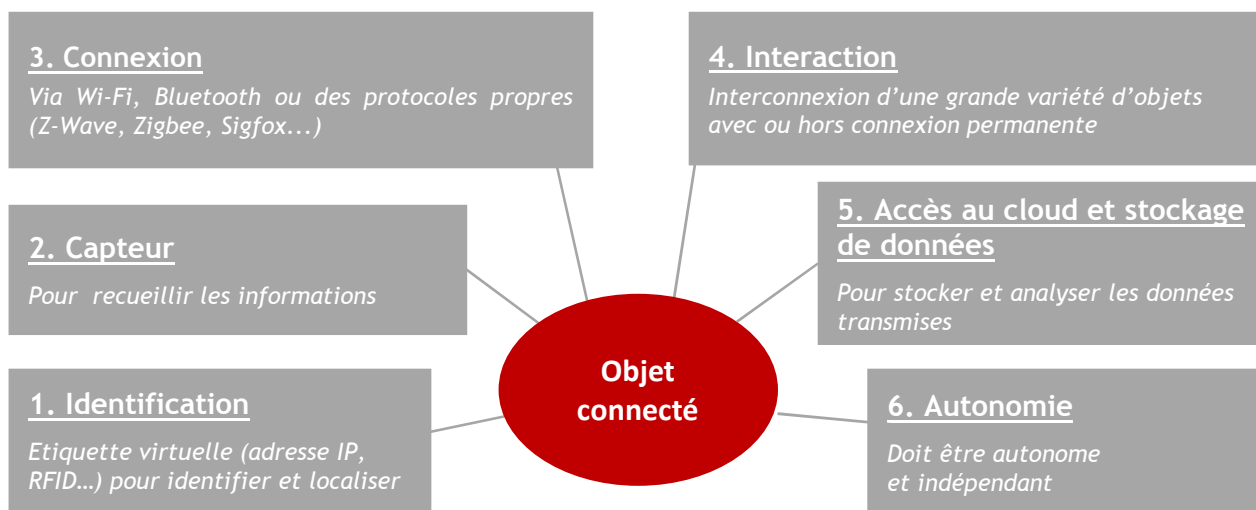 3. Connexion
Via Wi-Fi, Bluetooth ou des protocoles propres
(Z-Wave, Zigbee, Sigfox...)
4. Interaction
Interconnexion d'une grande variété d'objets
avec ou hors connexion permanente
2. Capteur
Pour recueillir les informations
5. Accès au cloud et stockage
de données
Pour stocker et analyser les données
transmises
1. Identification
Etiquette virtuelle (adresse IP,
RFID…) pour identifier et localiser
Objet
connecté
6. Autonomie
Doit être autonome
et indépendant